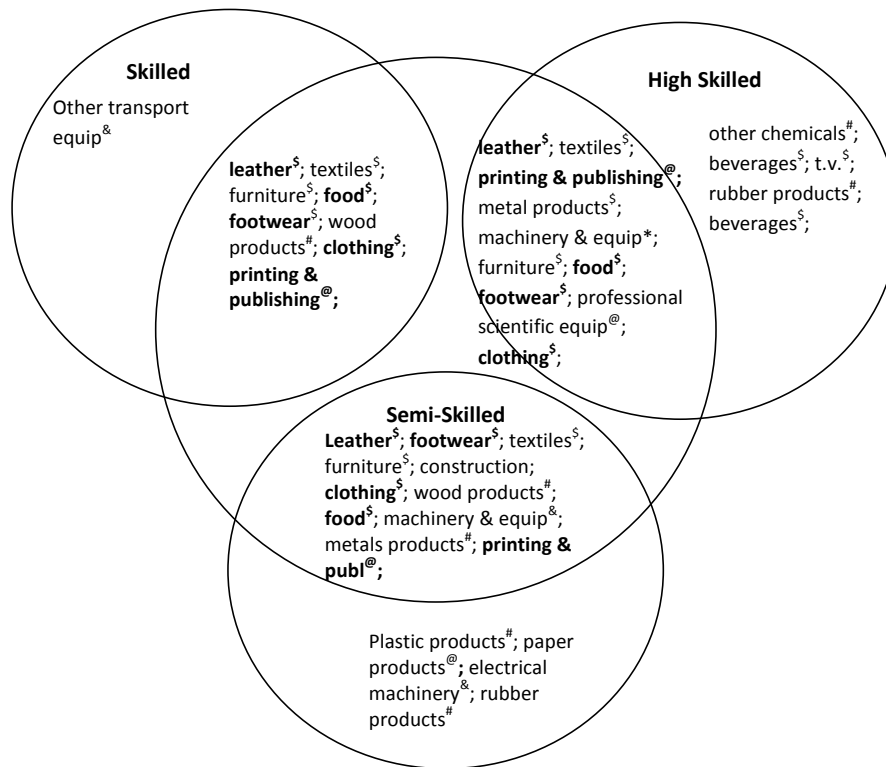 Skilled
Other transport
equip&
leather$; textiles$;
furniture$; food$;
footwear$; wood
products#; clothing$;
printing &
publishing@;
High Skilled
leather$; textiles$;
printing & publishing@;
metal products$;
machinery & equip*;
furniture$; food$;
footwear$; professional
scientific equip@;
clothing$;
other chemicals#;
beverages$; t.v.$;
rubber products#;
beverages$;
Semi-Skilled
Leather$; footwear$; textiles$;
furniture$; construction;
clothing$; wood products#;
food$; machinery & equip&;
metals products#; printing &
publ@;
Plastic products#; paper
products@; electrical
machinery&; rubber
products#